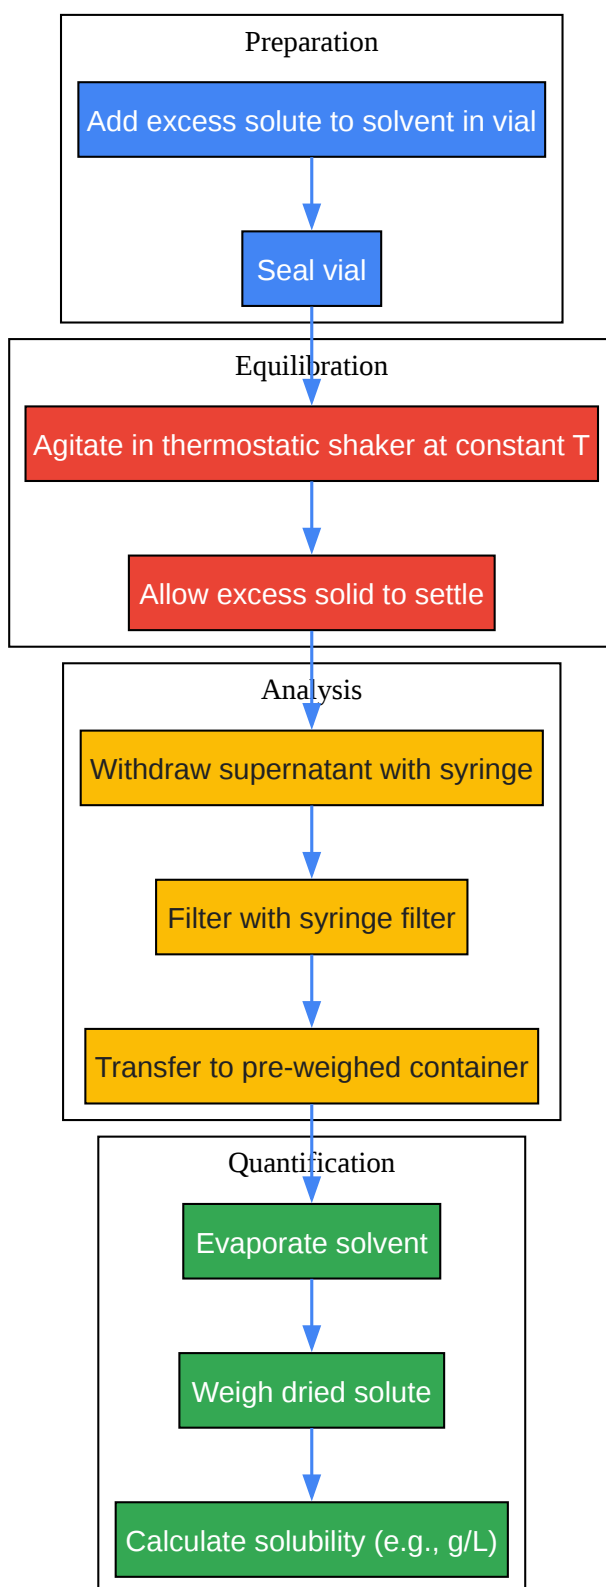 Preparation
Add excess solute to solvent in vial
Seal vial
Equilibration
Agitate in thermostatic shaker at constant T
Allow excess solid to settle
Analysis
Withdraw supernatant with syringe
Filter with syringe filter
Transfer to pre-weighed container
Quantification
Evaporate solvent
Weigh dried solute
Calculate solubility (e.g., g/L)